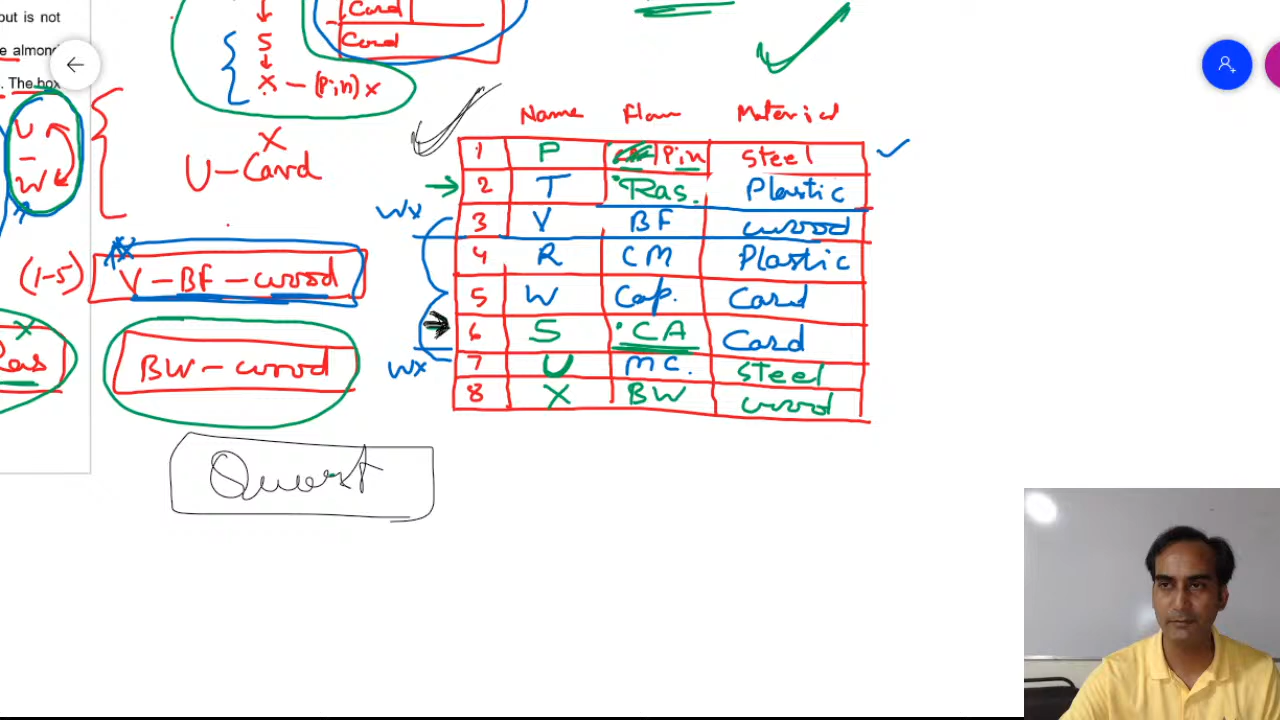 out is not
Card
Card
S
e almond
. The box
X - (Pin) x
Name Flav Material
1 P Pin Steel
U
X
-
U - Card
W
2 T Ras. Plastic
Wx
3 V BF wood
4 R CM Plastic
(1-5) V - BF - wood
5 W Cap. Card
6 S CA Card
X
Ras
BW - wood
Wx
7 U MC. Steel
8 X BW wood
Quest